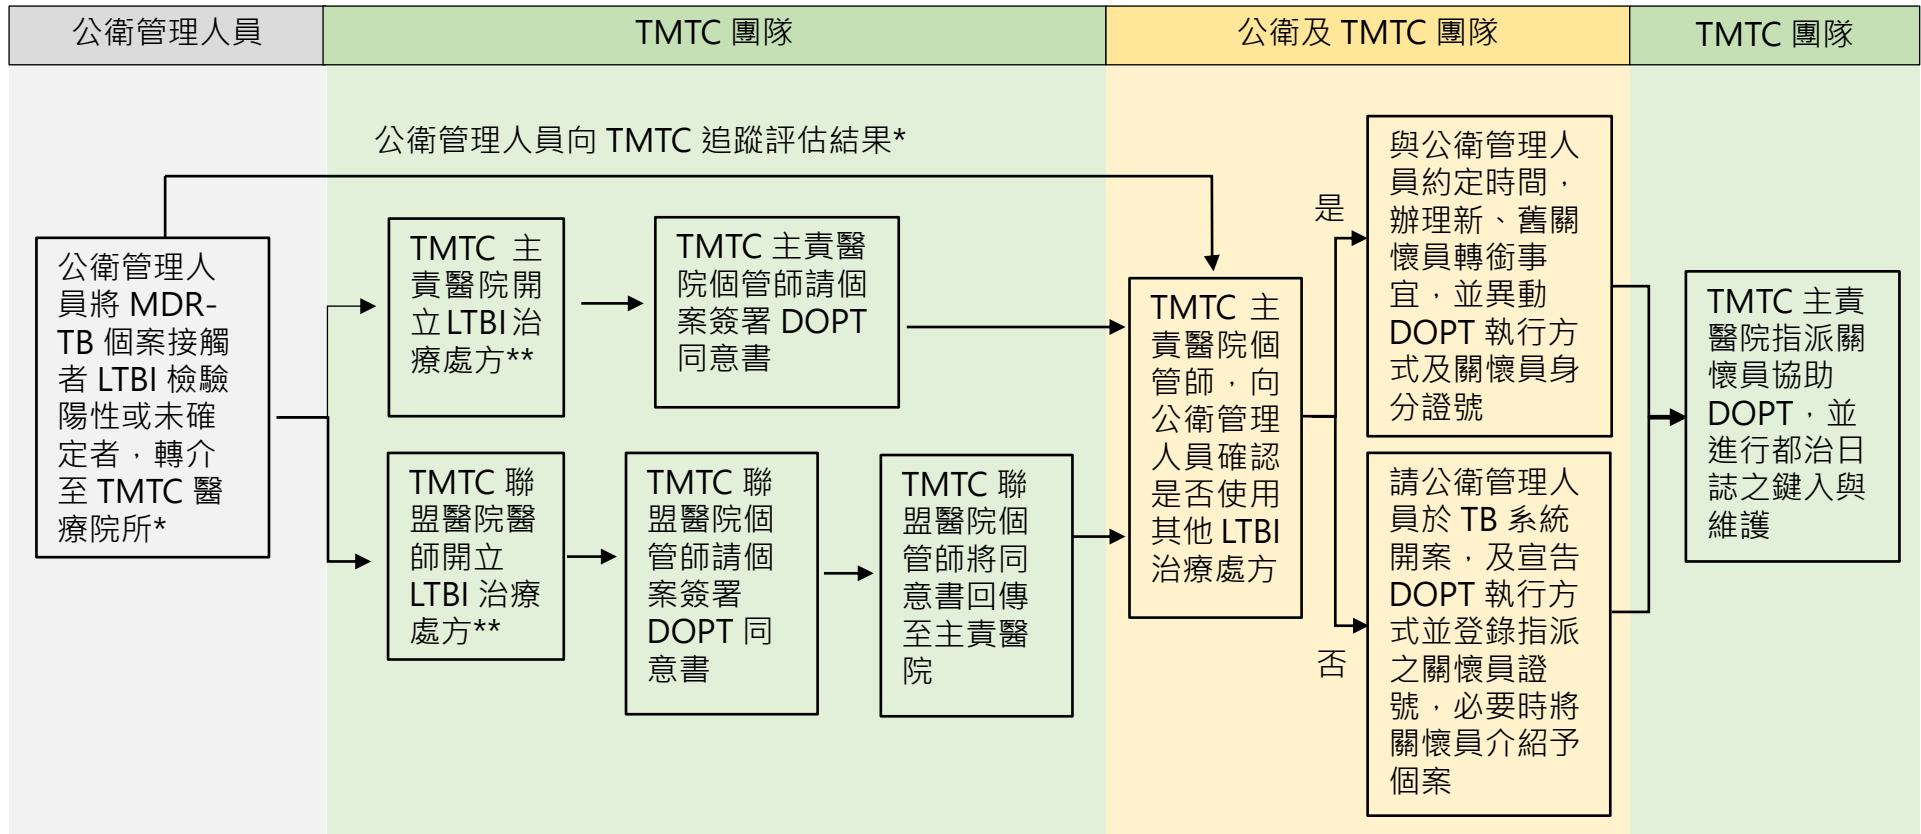 公衛管理人員
TMTC 團隊
公衛及 TMTC 團隊
TMTC 團隊
公衛管理人員向 TMTC 追蹤評估結果*
公衛管理人
員將 MDR-
TB 個案接觸
者 LTBI 檢驗
陽性或未確
定者，轉介
至 TMTC 醫
療院所*
TMTC 主
責醫院開
立 LTBI 治
療處方**
TMTC 主責醫
院個管師請個
案簽署 DOPT
同意書
TMTC 聯
盟醫院醫
師開立
LTBI 治療
處方**
TMTC 聯
盟醫院個
管師請個
案簽署
DOPT 同
意書
TMTC 聯
盟醫院個
管師將同
意書回傳
至主責醫
院
TMTC 主
責醫院個
管師，向
公衛管理
人員確認
是否使用
其他 LTBI
治療處方
是
與公衛管理人
員約定時間，
辦理新、舊關
懷員轉銜事
宜，並異動
DOPT 執行方
式及關懷員身
分證號
否
請公衛管理人
員於 TB 系統
開案，及宣告
DOPT 執行方
式並登錄指派
之關懷員證
號，必要時將
關懷員介紹予
個案
TMTC 主責
醫院指派關
懷員協助
DOPT，並
進行都治日
誌之鍵入與
維護